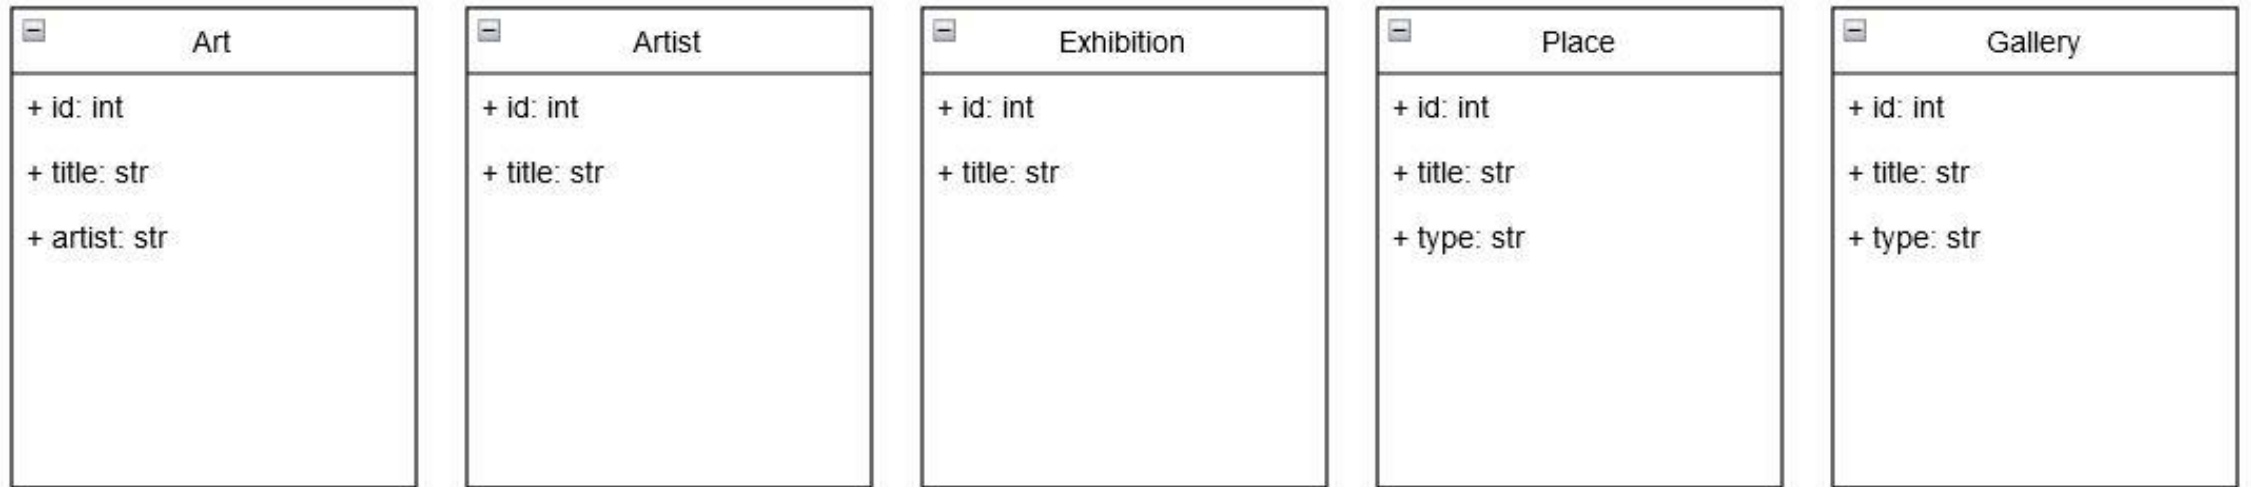 Art
+ id: int
+ title: str
+ artist: str
Artist
+ id: int
+ title: str
Exhibition
+ id: int
+ title: str
Place
+ id: int
+ title: str
+ type: str
Gallery
+ id: int
+ title: str
+ type: str